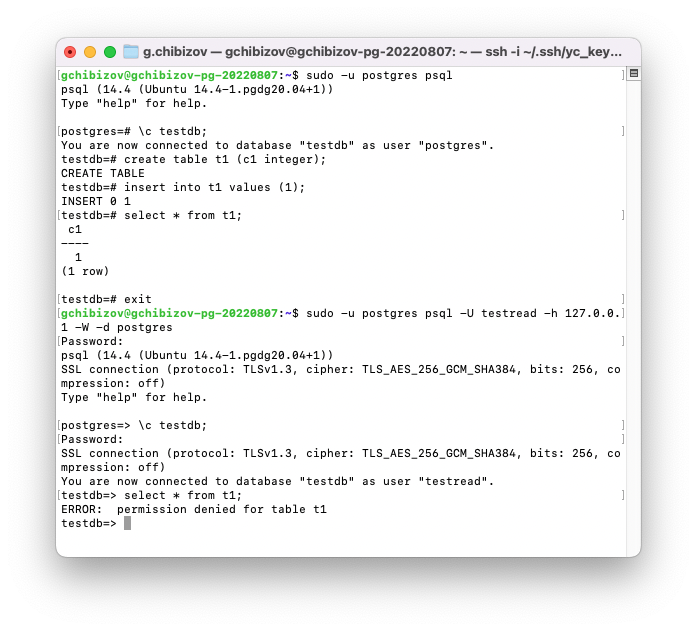 g.chibizov — gchibizov@gchibizov-pg-20220807: ~ — ssh -i ~/.ssh/yc_key...
[gchibizov@gchibizov-pg-20220807:~$ sudo -u postgres psql ]
psql (14.4 (Ubuntu 14.4-1.pgdg20.04+1))
Type "help" for help.
[postgres=# \c testdb; ]
You are now connected to database "testdb" as user "postgres".
testdb=# create table t1 (c1 integer);
CREATE TABLE
testdb=# insert into t1 values (1);
INSERT 0 1
[testdb=# select * from t1; ]
c1
----
1
(1 row)
[testdb=# exit ]
[gchibizov@gchibizov-pg-20220807:~$ sudo -u postgres psql -U testread -h 127.0.0.]
1 -W -d postgres
[Password: ]
psql (14.4 (Ubuntu 14.4-1.pgdg20.04+1))
SSL connection (protocol: TLSv1.3, cipher: TLS_AES_256_GCM_SHA384, bits: 256, co
mpression: off)
Type "help" for help.
[postgres=> \c testdb; ]
[Password: ]
SSL connection (protocol: TLSv1.3, cipher: TLS_AES_256_GCM_SHA384, bits: 256, co
mpression: off)
You are now connected to database "testdb" as user "testread".
[testdb=> select * from t1; ]
ERROR:  permission denied for table t1
testdb=>